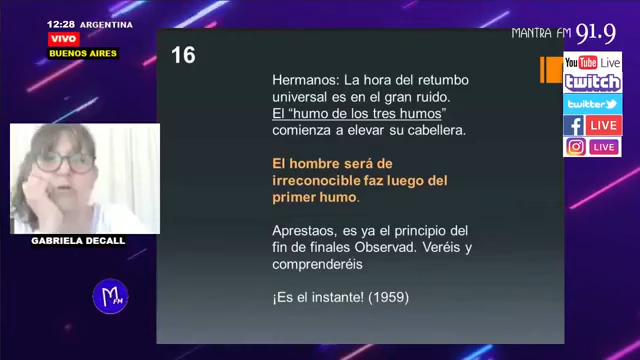 12:28 ARGENTINA
VIVO
BUENOS AIRES
MANTRA FM 91.9
YouTube Live
twitch
twitter
LIVE
LIVE
16
Hermanos: La hora del retumbo
universal es en el gran ruido.
El “humo de los tres humos”
comienza a elevar su cabellera.
El hombre será de
irreconocible faz luego del
primer humo.
Aprestaos, es ya el principio del
fin de finales Observad. Veréis y
comprenderéis
¡Es el instante! (1959)
GABRIELA DECALL
M FM